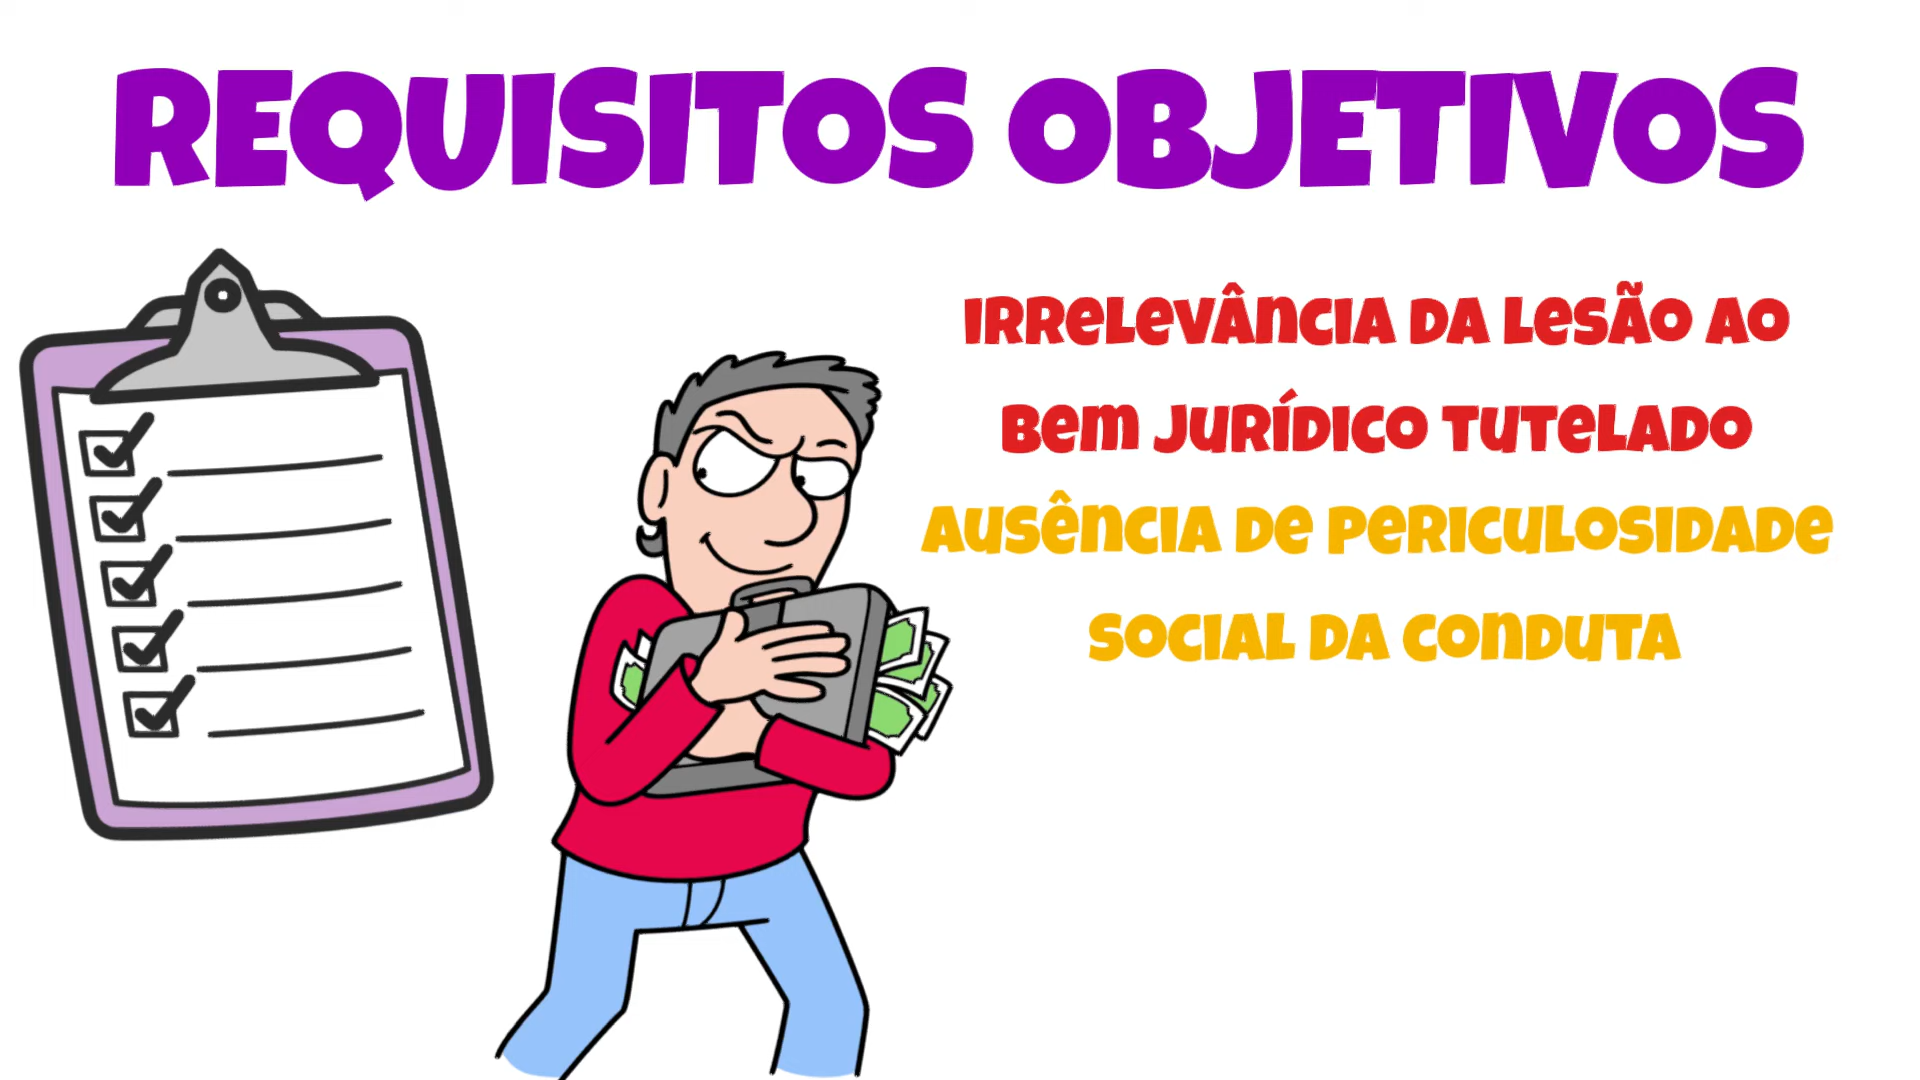 REQUISITOS OBJETIVOS
IRRELEVÂNCIA DA LESÃO AO
BEM JURÍDICO TUTELADO
AUSÊNCIA DE PERICULOSIDADE
SOCIAL DA CONDUTA